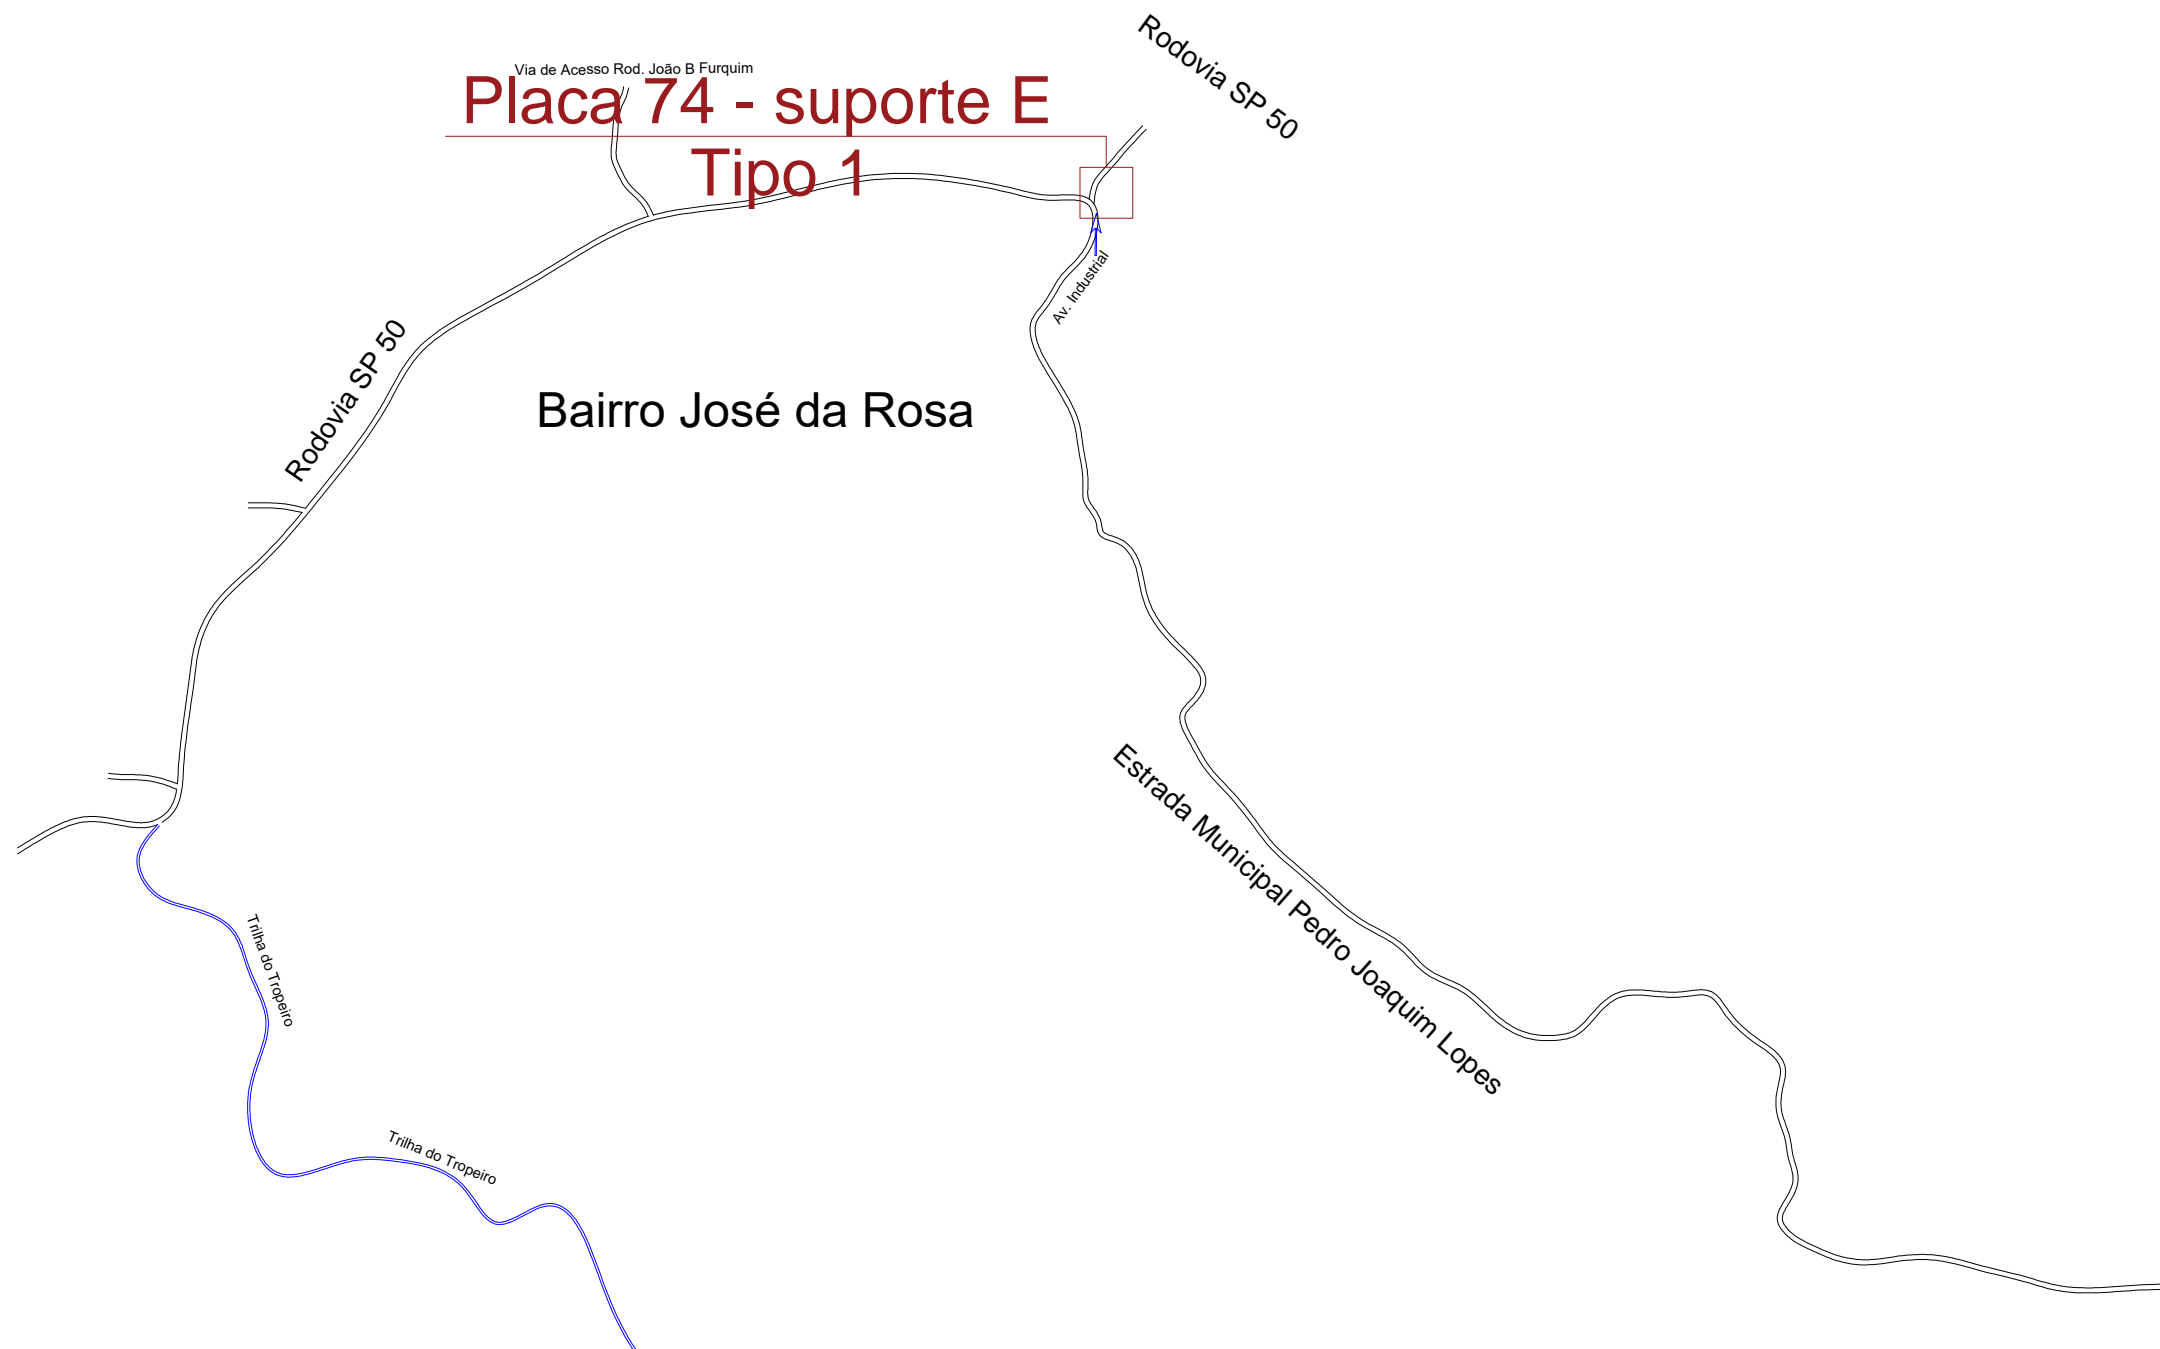 Rodovia SP 50
Via de Acesso Rod. João B Furquim
Placa 74 - suporte E
Tipo 1
Av. Industrial
Rodovia SP 50
Bairro José da Rosa
Estrada Municipal Pedro Joaquim Lopes
Trilha do Tropeiro
Trilha do Tropeiro